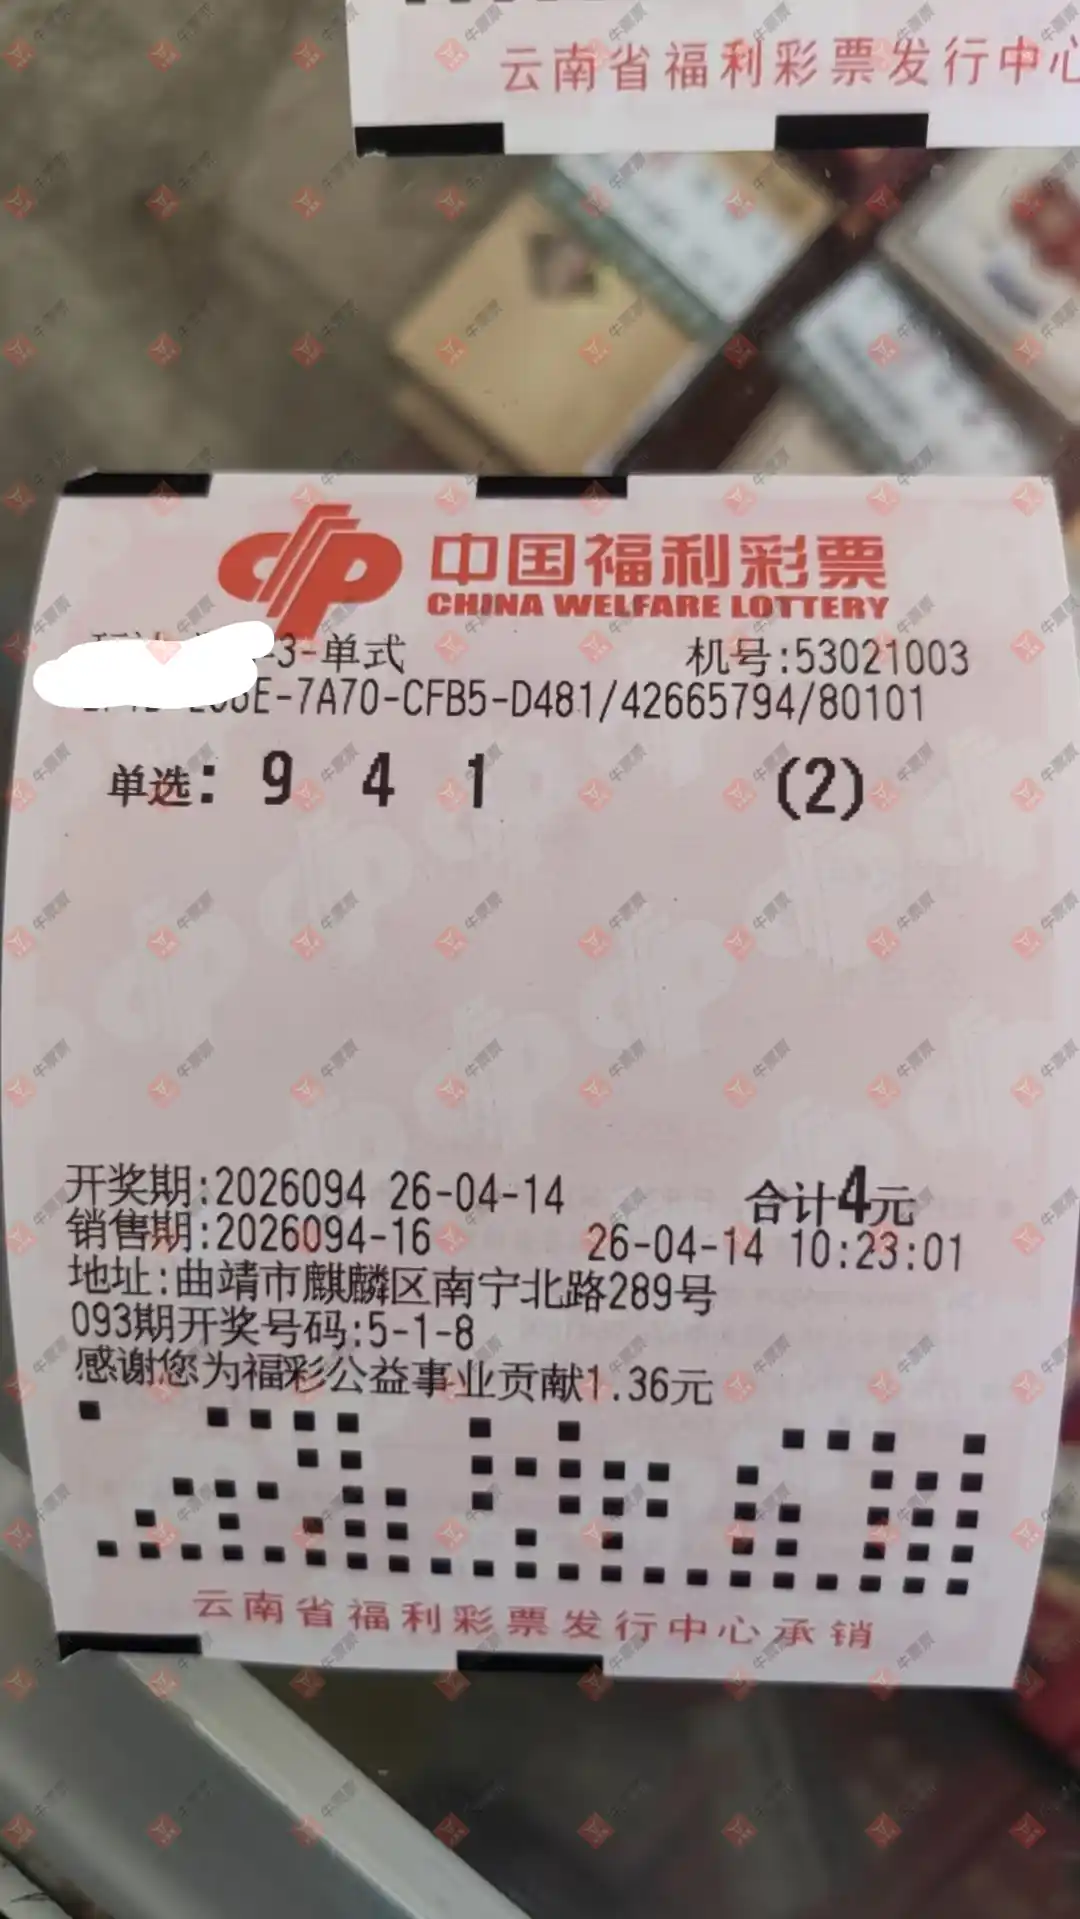 云南省福利彩票发行中心
中国福利彩票
CHINA WELFARE LOTTERY
3-单式 机号:53021003
E-7A70-CFB5-D481/42665794/80101
单选: 9 4 1 (2)
开奖期:2026094 26-04-14 合计4元
销售期:2026094-16 26-04-14 10:23:01
地址:曲靖市麒麟区南宁北路289号
093期开奖号码:5-1-8
感谢您为福彩公益事业贡献1.36元
云南省福利彩票发行中心承销
牛票票